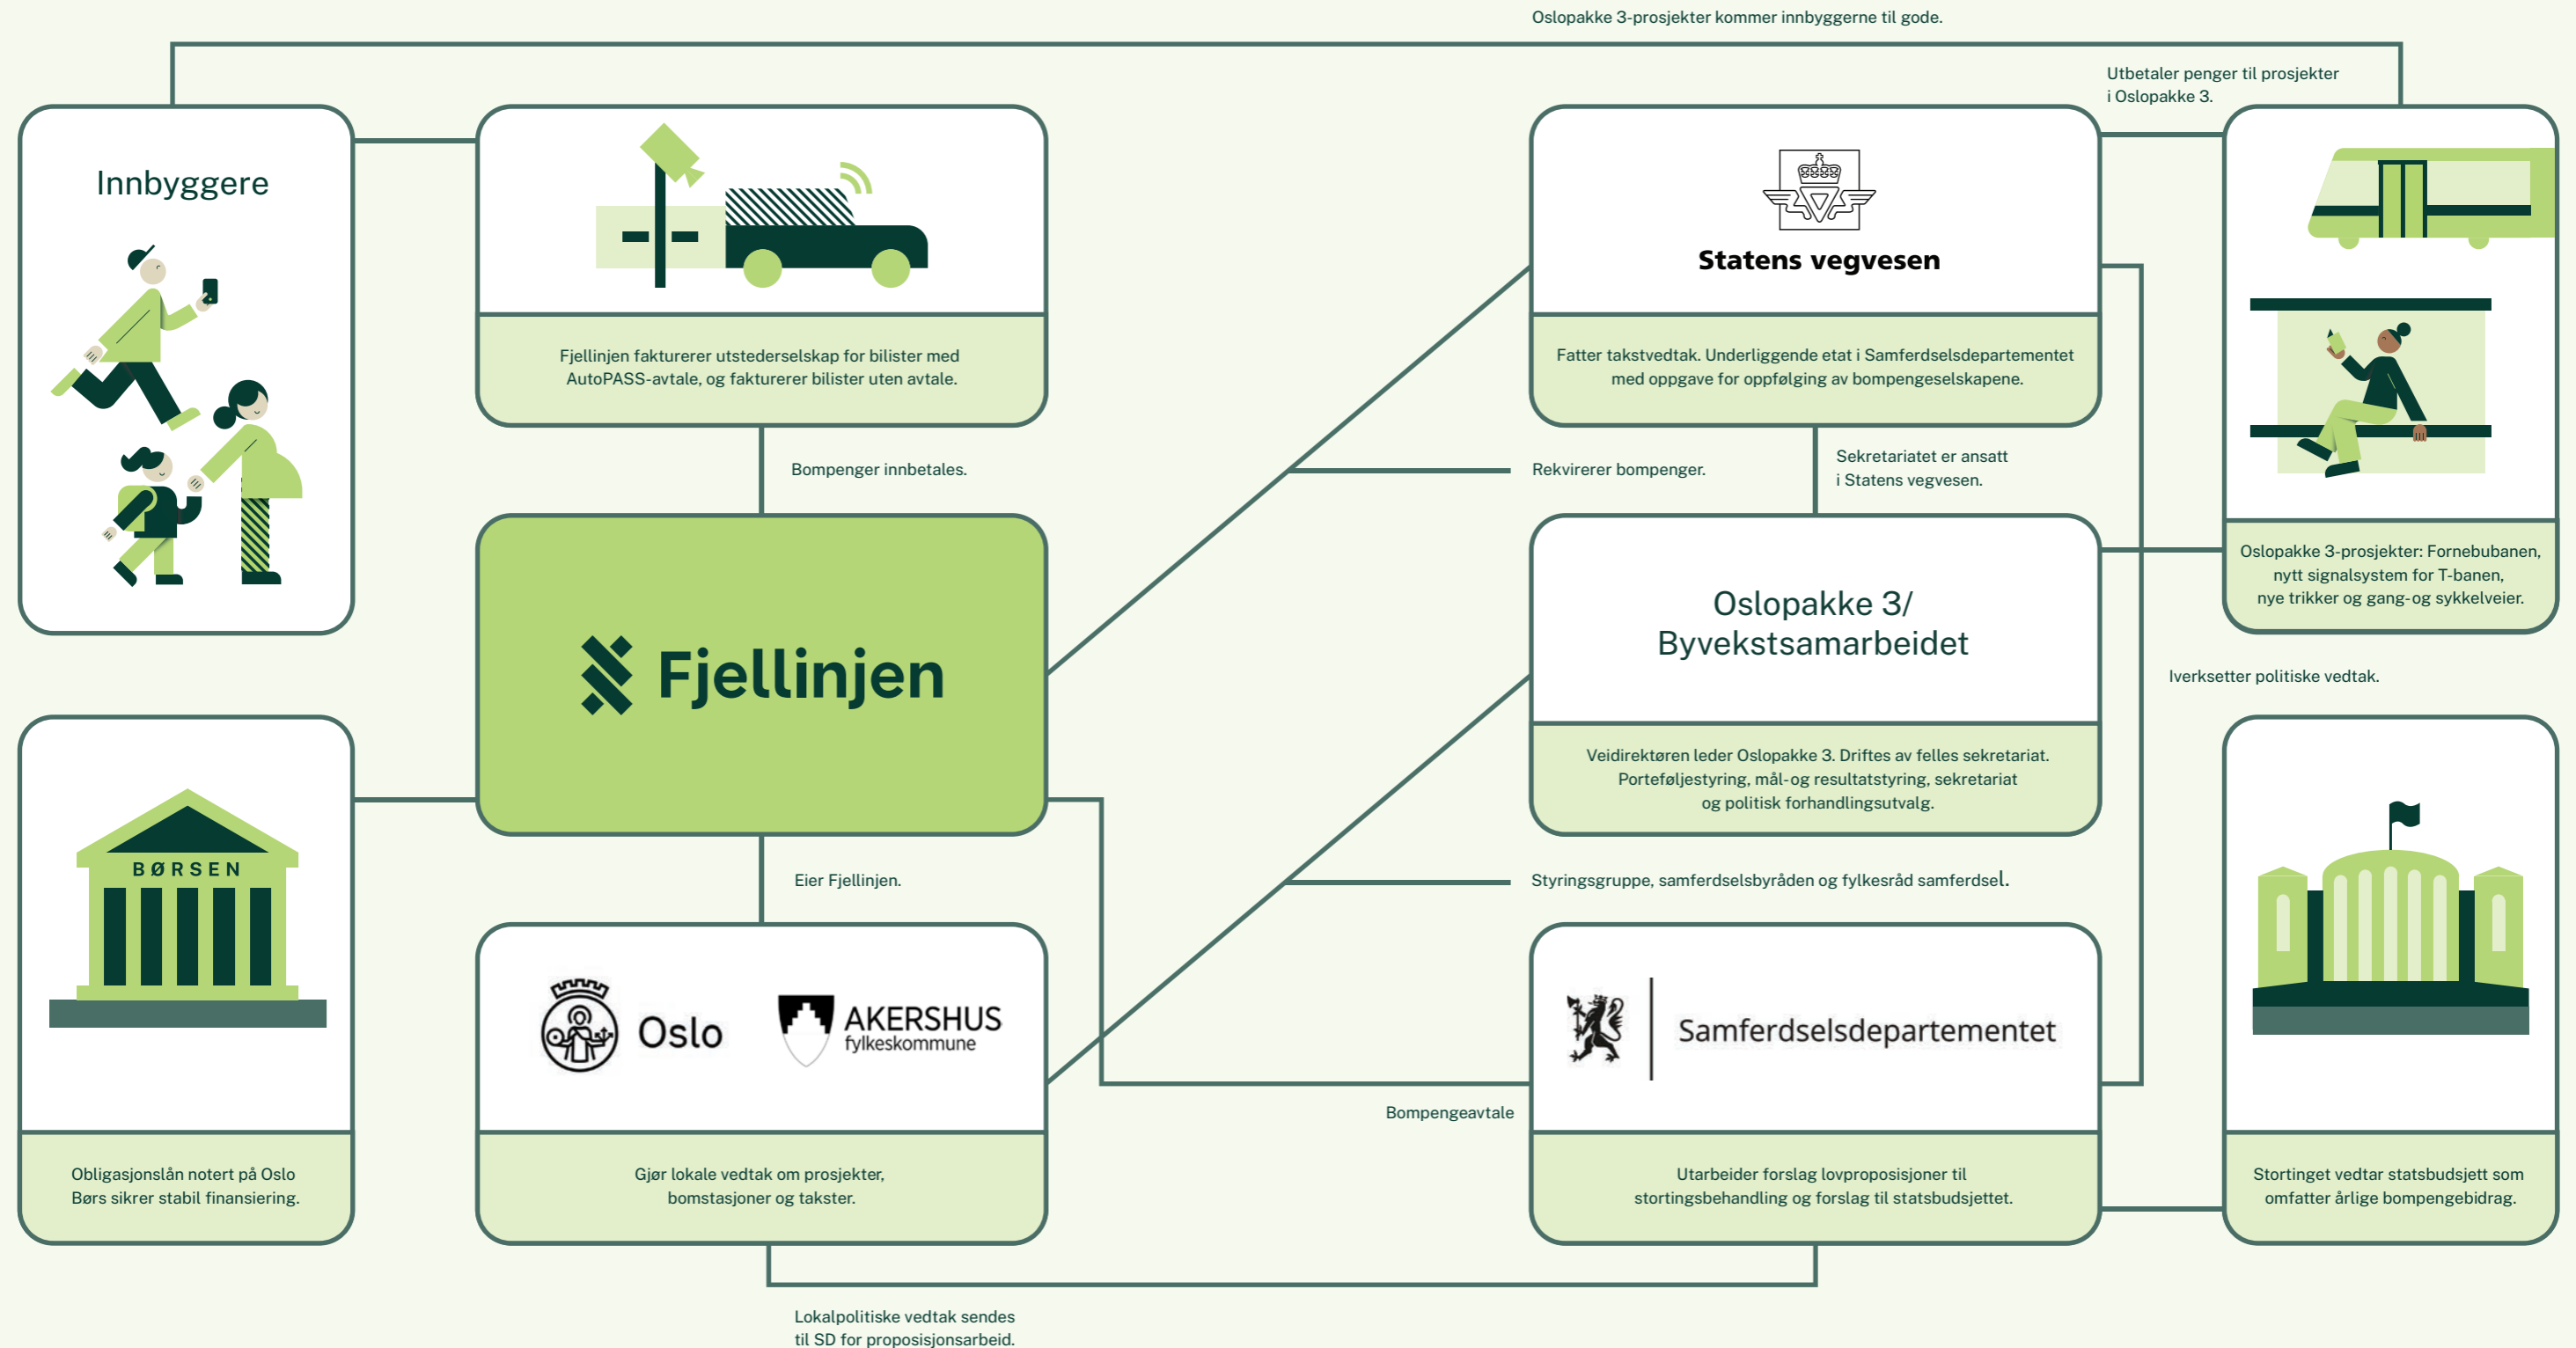 Oslopakke 3-prosjekter kommer innbyggerne til gode.
Utbetaler penger til prosjekter
i Oslopakke 3.
Innbyggere
Fjellinjen fakturerer utstederselskap for bilister med
AutoPASS-avtale, og fakturerer bilister uten avtale.
Statens vegvesen
Fatter takstvedtak. Underliggende etat i Samferdselsdepartementet
med oppgave for oppfølging av bompengeselskapene.
Bompenger innbetales.
Rekvirerer bompenger.
Sekretariatet er ansatt
i Statens vegvesen.
Oslopakke 3-prosjekter: Fornebubanen,
nytt signalsystem for T-banen,
nye trikker og gang- og sykkelveier.
Fjellinjen
Oslopakke 3/
Byvekstsamarbeidet
Veidirektøren leder Oslopakke 3. Driftes av felles sekretariat.
Porteføljestyring, mål- og resultatstyring, sekretariat
og politisk forhandlingsutvalg.
Iverksetter politiske vedtak.
BØRSEN
Obligasjonslån notert på Oslo
Børs sikrer stabil finansiering.
Eier Fjellinjen.
Styringsgruppe, samferdselsbyråden og fylkesråd samferdsel.
Oslo
AKERSHUS
fylkeskommune
Gjør lokale vedtak om prosjekter,
bomstasjoner og takster.
Bompengeavtale
Samferdselsdepartementet
Utarbeider forslag lovproposisjoner til
stortingsbehandling og forslag til statsbudsjettet.
Stortinget vedtar statsbudsjett som
omfatter årlige bompengebidrag.
Lokalpolitiske vedtak sendes
til SD for proposisjonsarbeid.